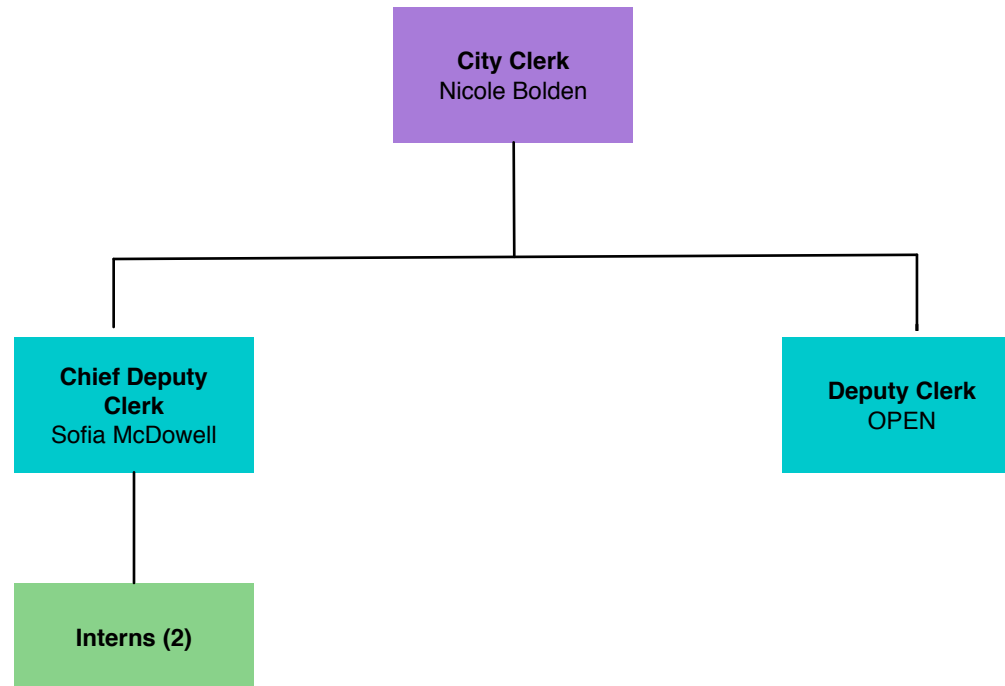 City Clerk
Nicole Bolden
Chief Deputy
Clerk
Sofia McDowell
Deputy Clerk
OPEN
Interns (2)